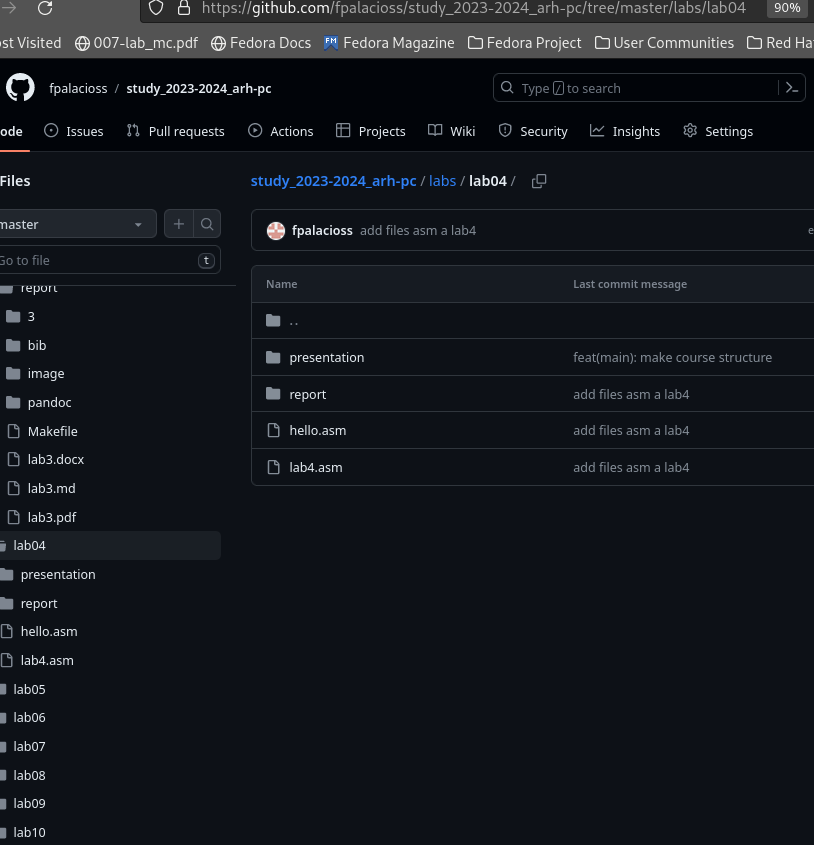 https://github.com/fpalacioss/study_2023-2024_arh-pc/tree/master/labs/lab04 90%
ost Visited 007-lab_mc.pdf Fedora Docs FM Fedora Magazine Fedora Project User Communities Red Ha
fpalacioss / study_2023-2024_arh-pc Type / to search
ode Issues Pull requests Actions Projects Wiki Security Insights Settings
Files
study_2023-2024_arh-pc / labs / lab04 /
master
fpalacioss add files asm a lab4 e
Go to file t
Name Last commit message
..
presentation feat(main): make course structure
report add files asm a lab4
hello.asm add files asm a lab4
lab4.asm add files asm a lab4
report
3
bib
image
pandoc
Makefile
lab3.docx
lab3.md
lab3.pdf
lab04
presentation
report
hello.asm
lab4.asm
lab05
lab06
lab07
lab08
lab09
lab10